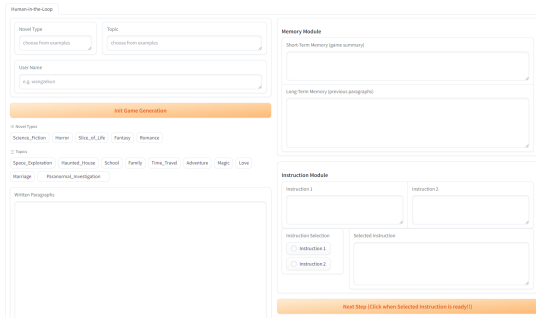 Human-in-the-Loop
Novel Type
choose from examples
Topic
choose from examples
User Name
e.g. wangshron
Init Game Generation
Novel Types
Science_Fiction
Horror
Slice_of_Life
Fantasy
Romance
Topics
Space_Exploration
Haunted_House
School
Family
Time_Travel
Adventure
Magic
Love
Marriage
Paranormal_Investigation
Written Paragraphs
Memory Module
Short-Term Memory (game summary)
Long-Term Memory (previous paragraphs)
Instruction Module
Instruction 1
Instruction 2
Instruction Selection
Instruction 1
Instruction 2
Selected Instruction
Next Step (Click when Selected Instruction is ready!!)